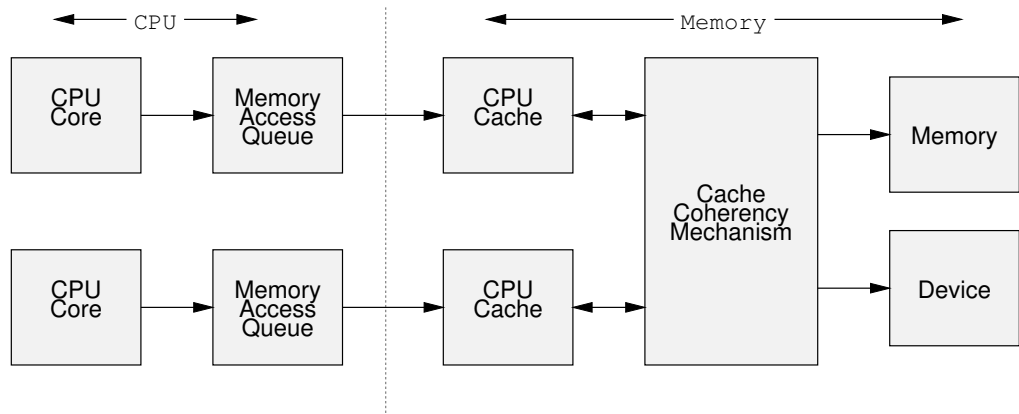 CPU
Memory
CPU
Core
Memory
Access
Queue
CPU
Cache
Cache
Coherency
Mechanism
Memory
CPU
Core
Memory
Access
Queue
CPU
Cache
Device